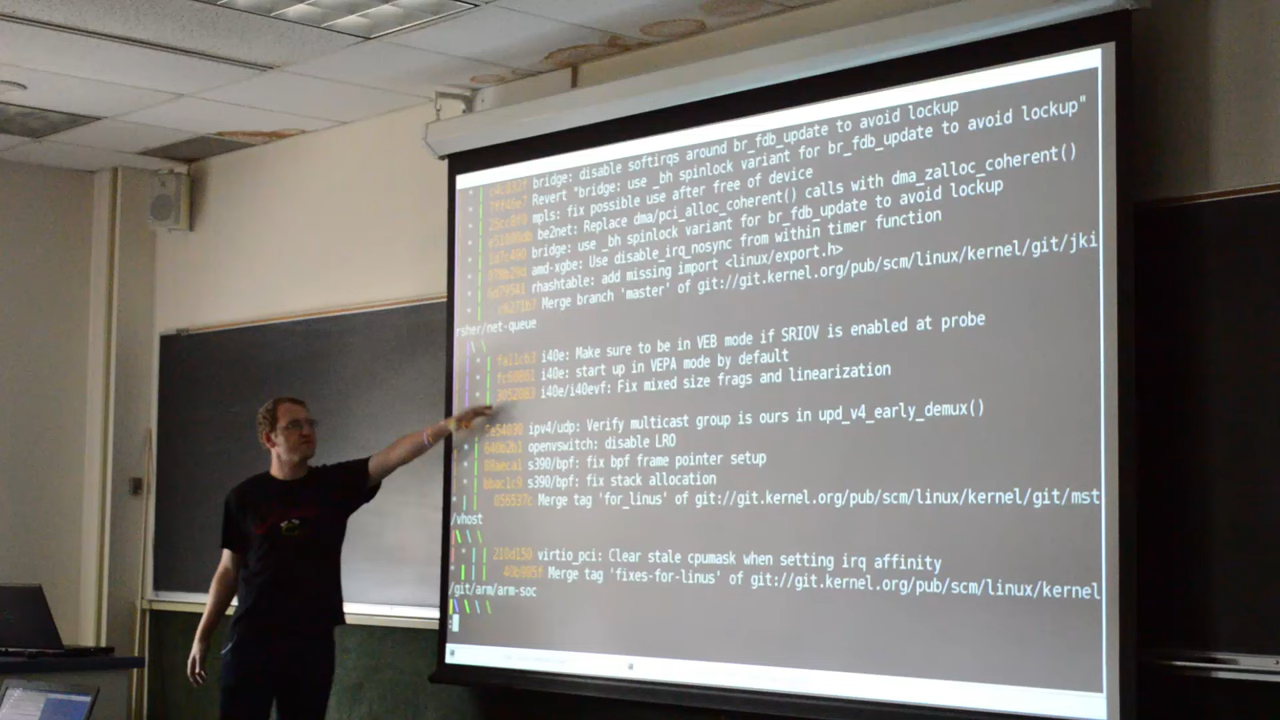 bridge: disable softirqs around br_fdb_update to avoid lockup
Revert "bridge: use _bh spinlock variant for br_fdb_update to avoid lockup"
mpls: fix possible use after free of device
be2net: Replace dma/pci_alloc_coherent() calls with dma_zalloc_coherent()
bridge: use _bh spinlock variant for br_fdb_update to avoid lockup
amd-xgbe: Use disable_irq_nosync from within timer function
rhashtable: add missing import <linux/export.h>
Merge branch 'master' of git://git.kernel.org/pub/scm/linux/kernel/git/jki
rsher/net-queue
i40e: Make sure to be in VEB mode if SRIOV is enabled at probe
i40e: start up in VEPA mode by default
i40e/i40evf: Fix mixed size frags and linearization
ipv4/udp: Verify multicast group is ours in upd_v4_early_demux()
openvswitch: disable LRO
s390/bpf: fix bpf frame pointer setup
s390/bpf: fix stack allocation
056537c Merge tag 'for_linus' of git://git.kernel.org/pub/scm/linux/kernel/git/mst
/vhost
210d150 virtio_pci: Clear stale cpumask when setting irq affinity
Merge tag 'fixes-for-linus' of git://git.kernel.org/pub/scm/linux/kernel
/git/arm/arm-soc
: